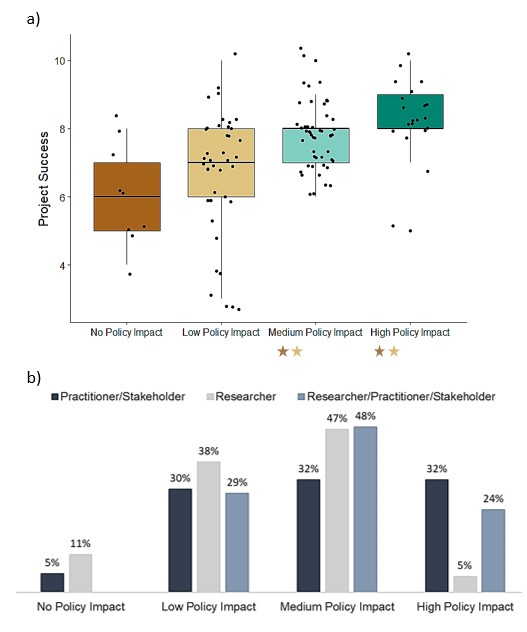 a)
Project Success
10
8
6
4
No Policy Impact Low Policy Impact Medium Policy Impact High Policy Impact
b)
Practitioner/Stakeholder Researcher Researcher/Practitioner/Stakeholder
5% 11% 30% 38% 29% 32% 47% 48% 32% 5% 24%
No Policy Impact Low Policy Impact Medium Policy Impact High Policy Impact